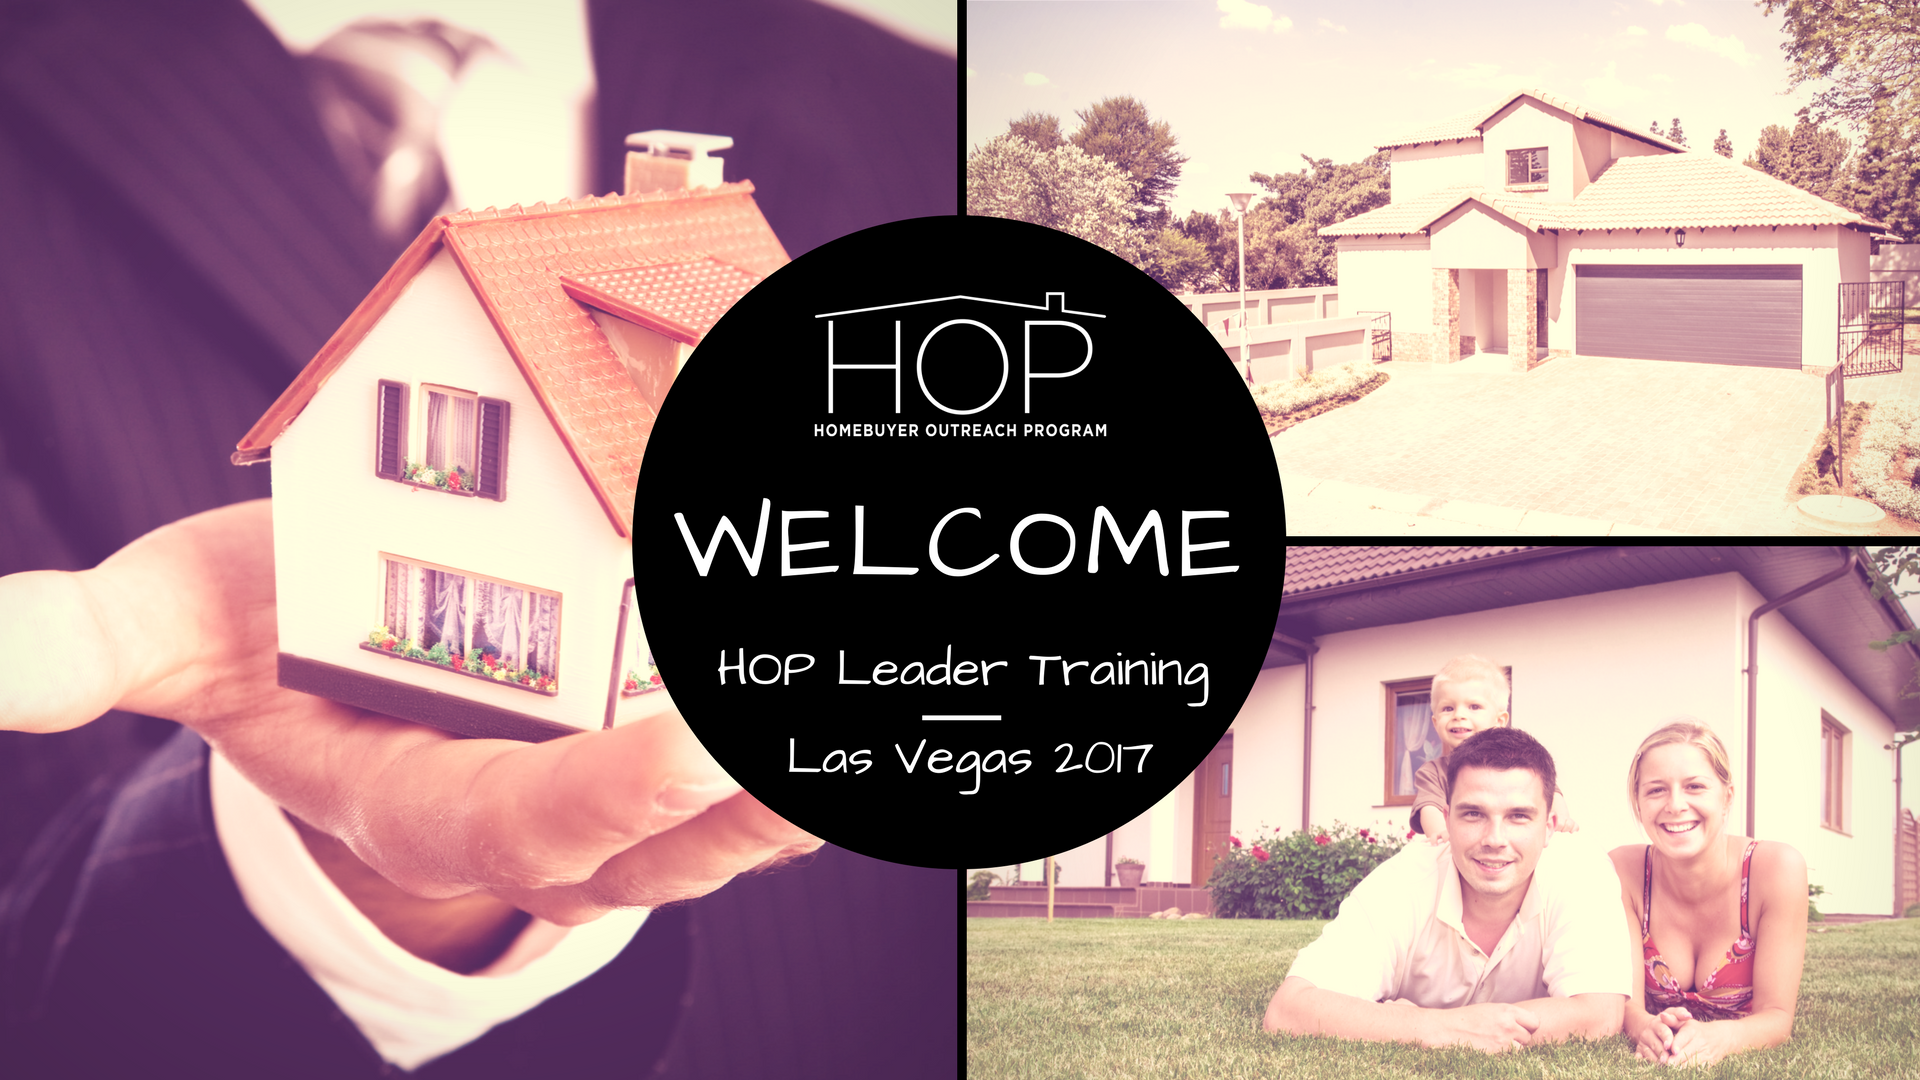 HOP
HOMEBUYER OUTREACH PROGRAM
WELCOME
HOP Leader Training
Las Vegas 2017